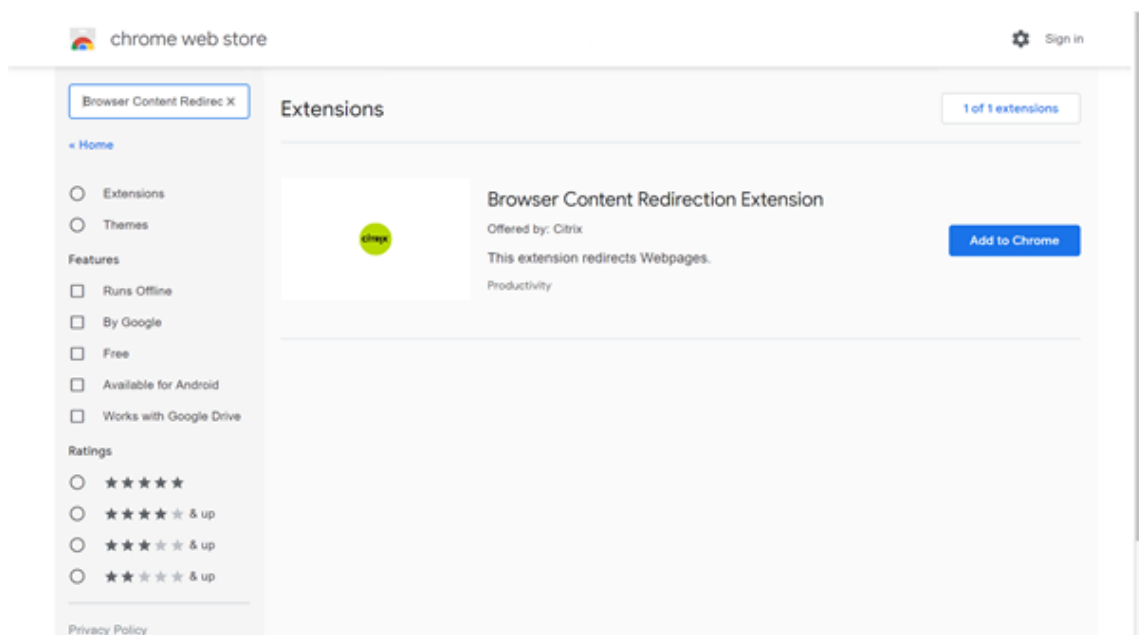 chrome web store
Sign in
Browser Content Redirec
« Home
Extensions
Themes
Features
Runs Offline
By Google
Free
Available for Android
Works with Google Drive
Ratings
& up
& up
& up
Privacy Policy
Extensions
1 of 1 extensions
citrix
Browser Content Redirection Extension
Offered by: Citrix
This extension redirects Webpages.
Productivity
Add to Chrome